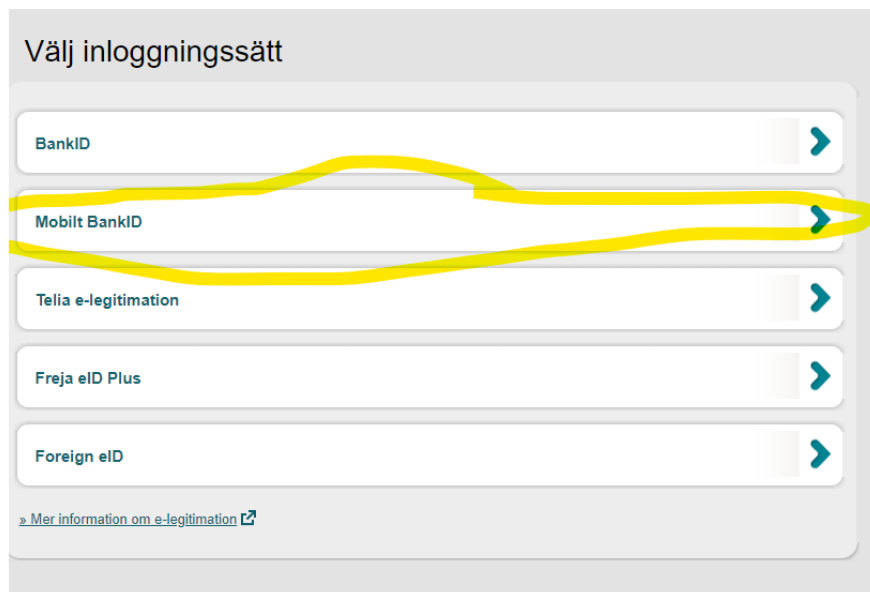 Välj inloggningssätt
BankID
Mobilt BankID
Telia e-legitimation
Freja eID Plus
Foreign eID
» Mer information om e-legitimation